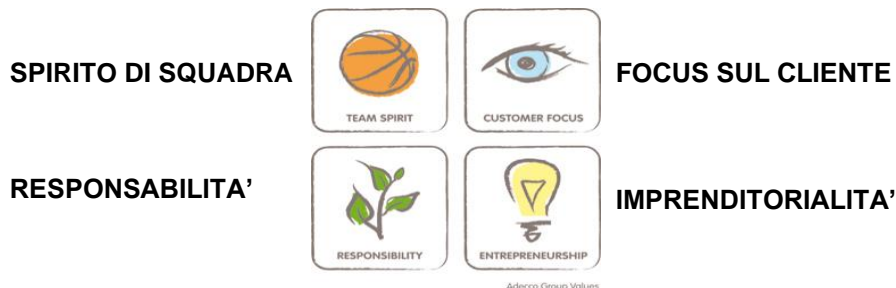 SPIRITO DI SQUADRA
TEAM SPIRIT
CUSTOMER FOCUS
FOCUS SUL CLIENTE
RESPONSABILITA’
RESPONSIBILITY
ENTREPRENEURSHIP
IMPRENDITORIALITA’
Adecco Group Values